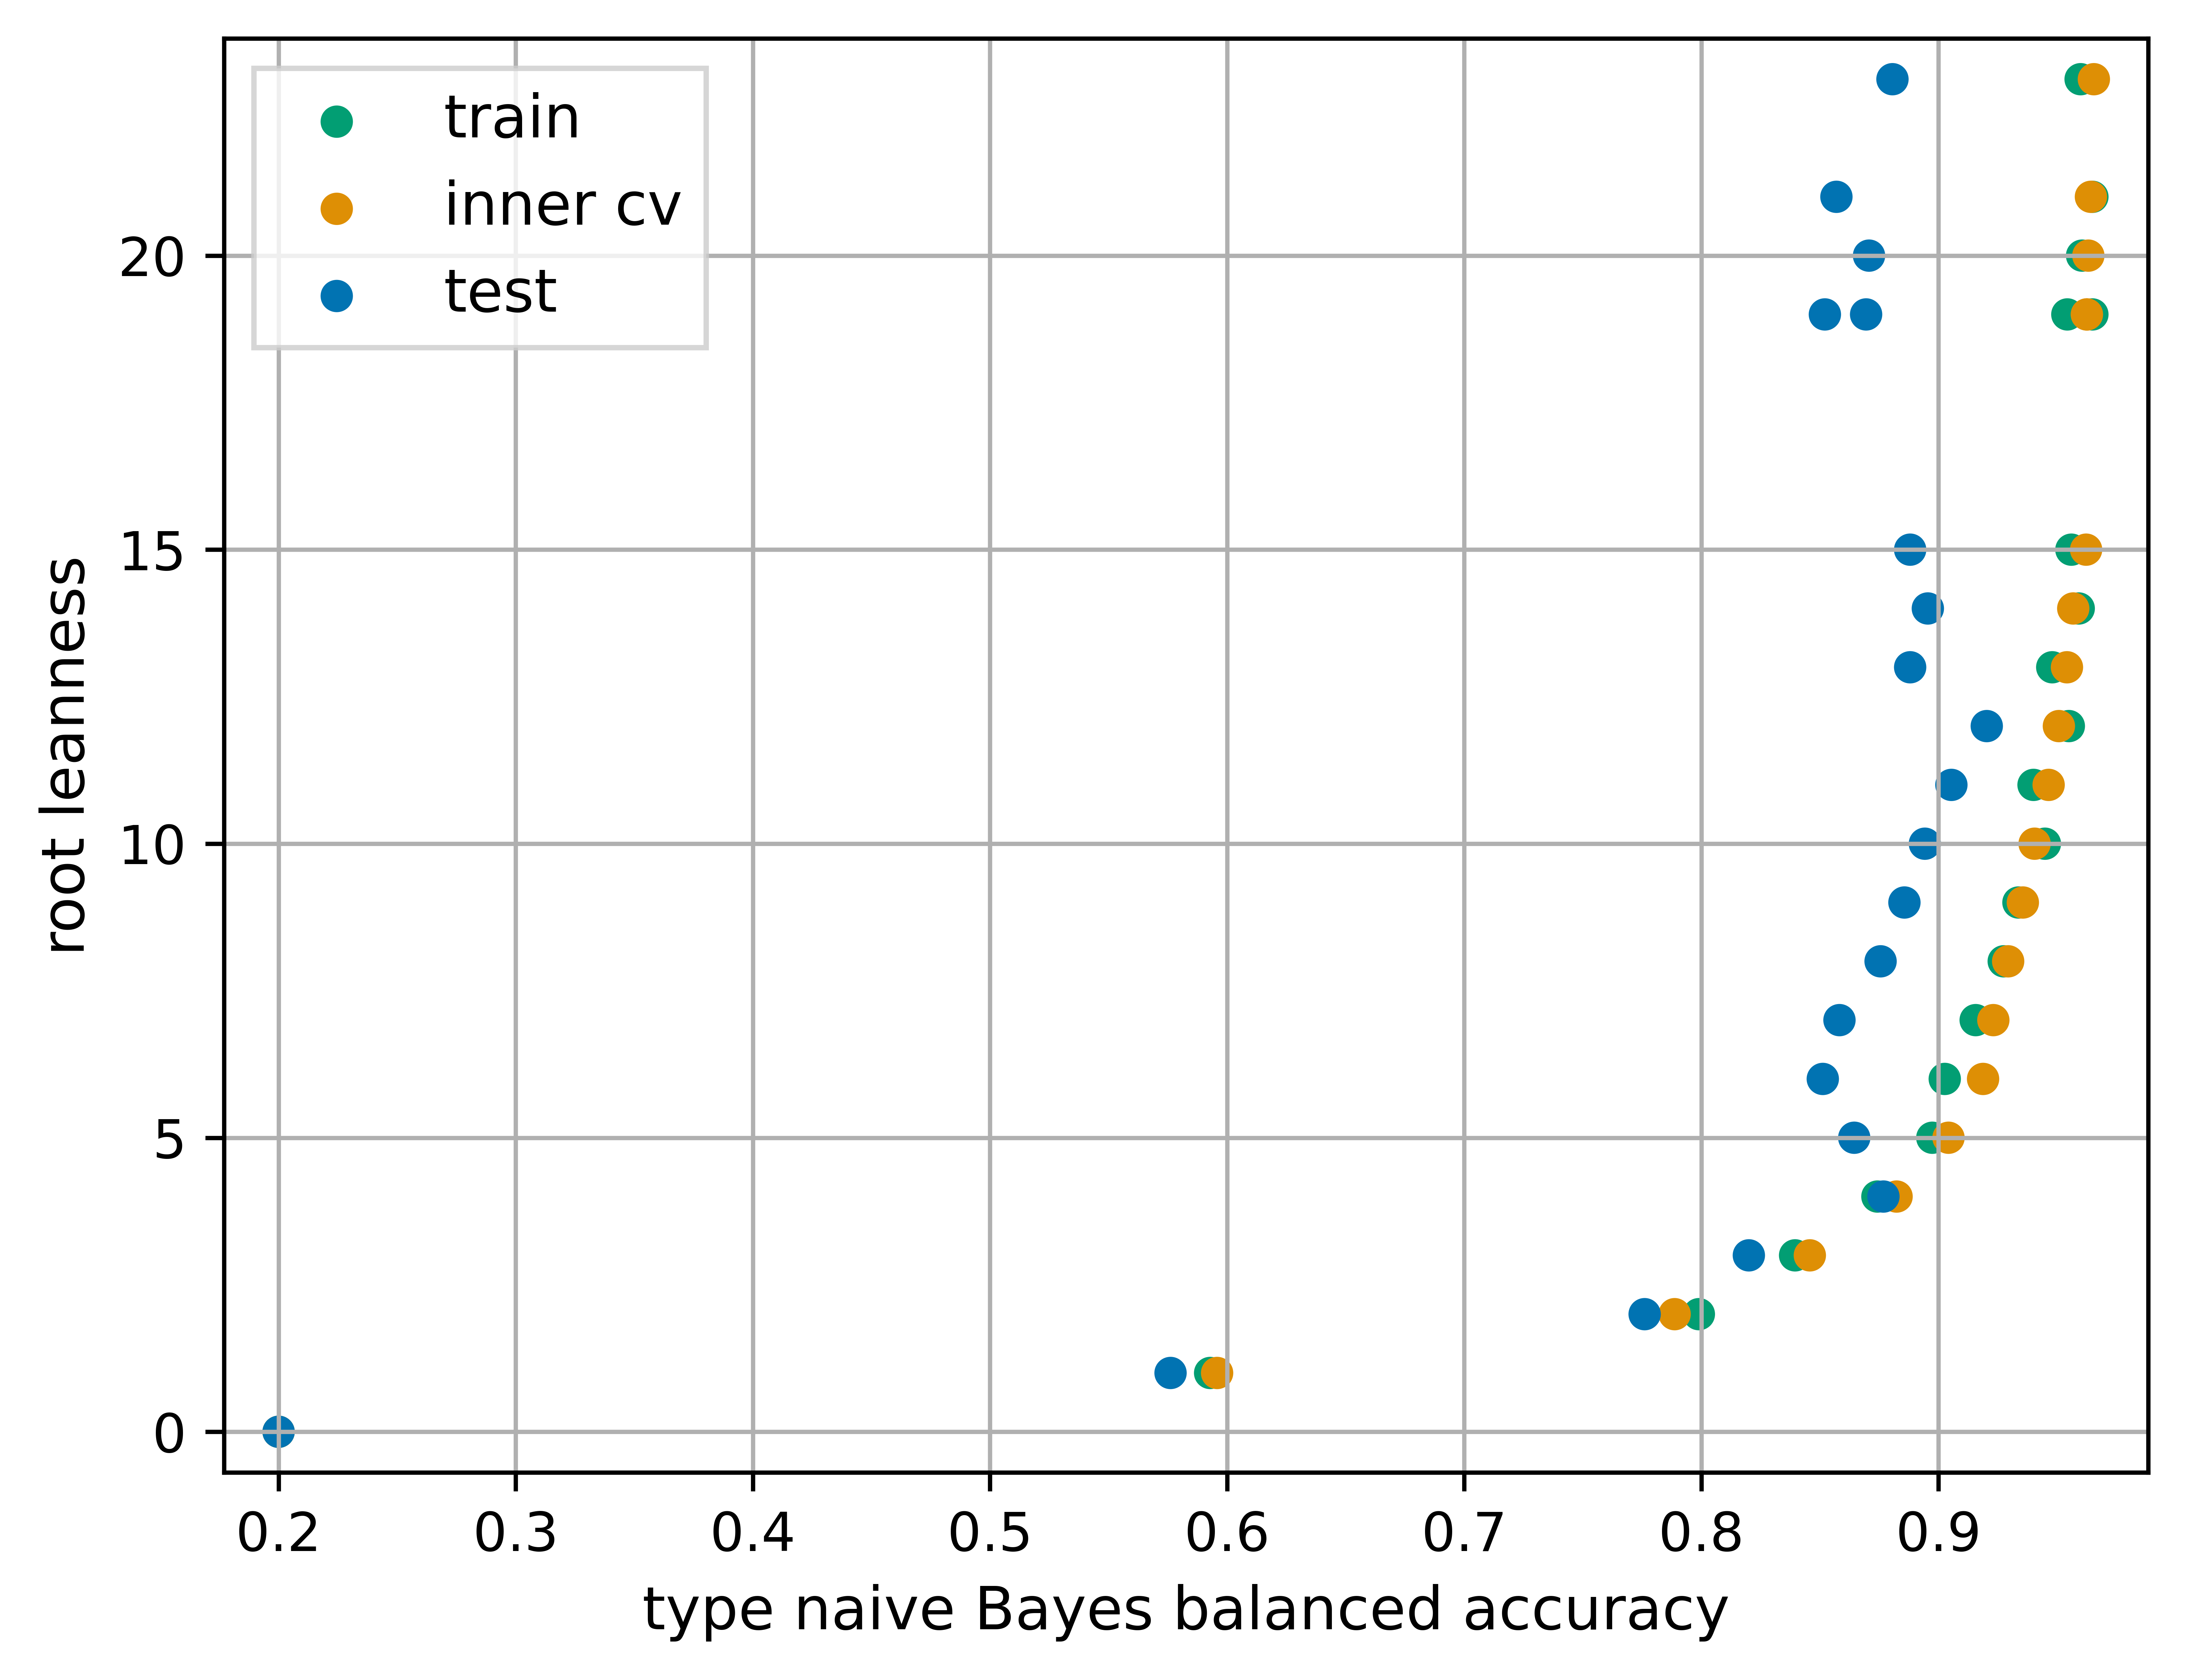 train
inner cv
test
root leanness
20
15
10
5
0
0.2 0.3 0.4 0.5 0.6 0.7 0.8 0.9
type naive Bayes balanced accuracy